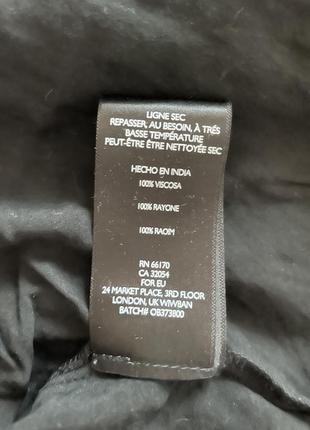 LIGNE SEC
REPASSER, AU BESOIN, À TRÉS
BASSE TEMPÉRATURE
PEUT-ÊTRE ÊTRE NETTOYÉE SEC
HECHO EN INDIA
100% VISCOSA
100% RAYONE
100% RAOIM
RN 66170
CA 32054
FOR EU
24 MARKET PLACE, 3RD FLOOR
LONDON, UK W1W8AN
BATCH# OB373800